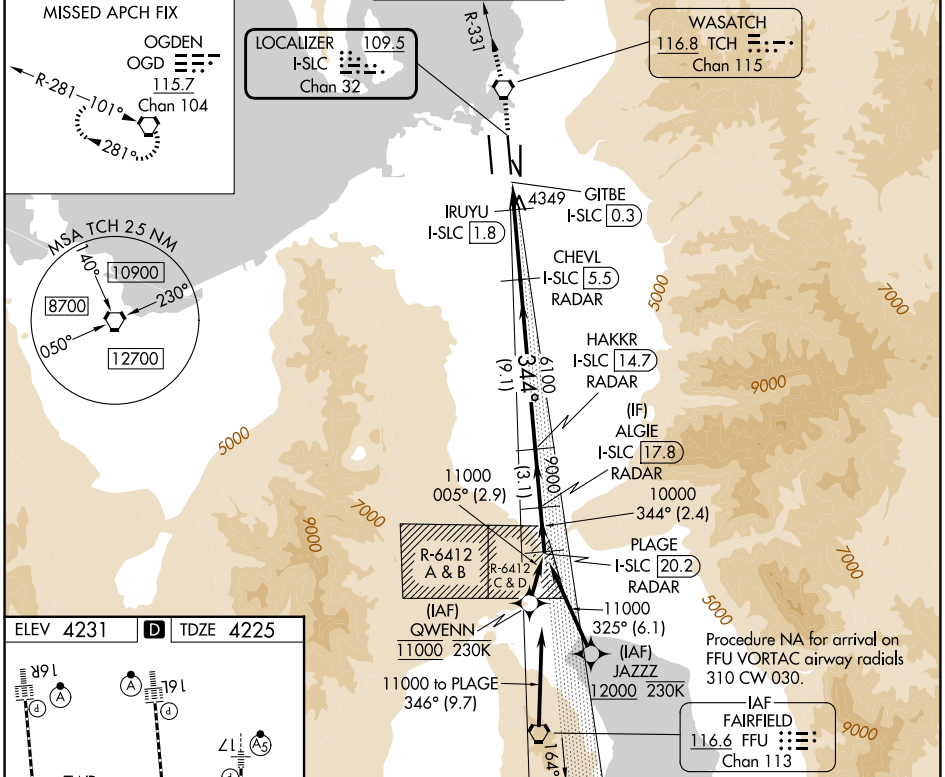 MISSED APCH FIX
OGDEN
OGD
115.7
Chan 104
R-281
101°
281°
LOCALIZER 109.5
I-SLC
Chan 32
R-331
WASATCH
116.8 TCH
Chan 115
MSA TCH 25 NM
140°
10900
8700
230°
050°
12700
GITBE
I-SLC 0.3
4349
IRUYU
I-SLC 1.8
CHEVL
I-SLC 5.5
RADAR
5000
7000
HAKKR
I-SLC 14.7
RADAR
344°
6100
(9.1)
9000
(IF)
ALGIE
I-SLC 17.8
RADAR
9000
(3.1)
5000
7000
9000
11000
005° (2.9)
10000
344° (2.4)
R-6412
A & B
R-6412
C & D
PLAGE
I-SLC 20.2
RADAR
7000
5000
(IAF)
QWENN
11000 230K
11000
325° (6.1)
(IAF)
JAZZZ
12000 230K
Procedure NA for arrival on
FFU VORTAC airway radials
310 CW 030.
11000 to PLAGE
346° (9.7)
IAF
FAIRFIELD
116.6 FFU
Chan 113
9000
164°
ELEV 4231
D
TDZE 4225
16R
A
P
A
16L
P
17
A5
P